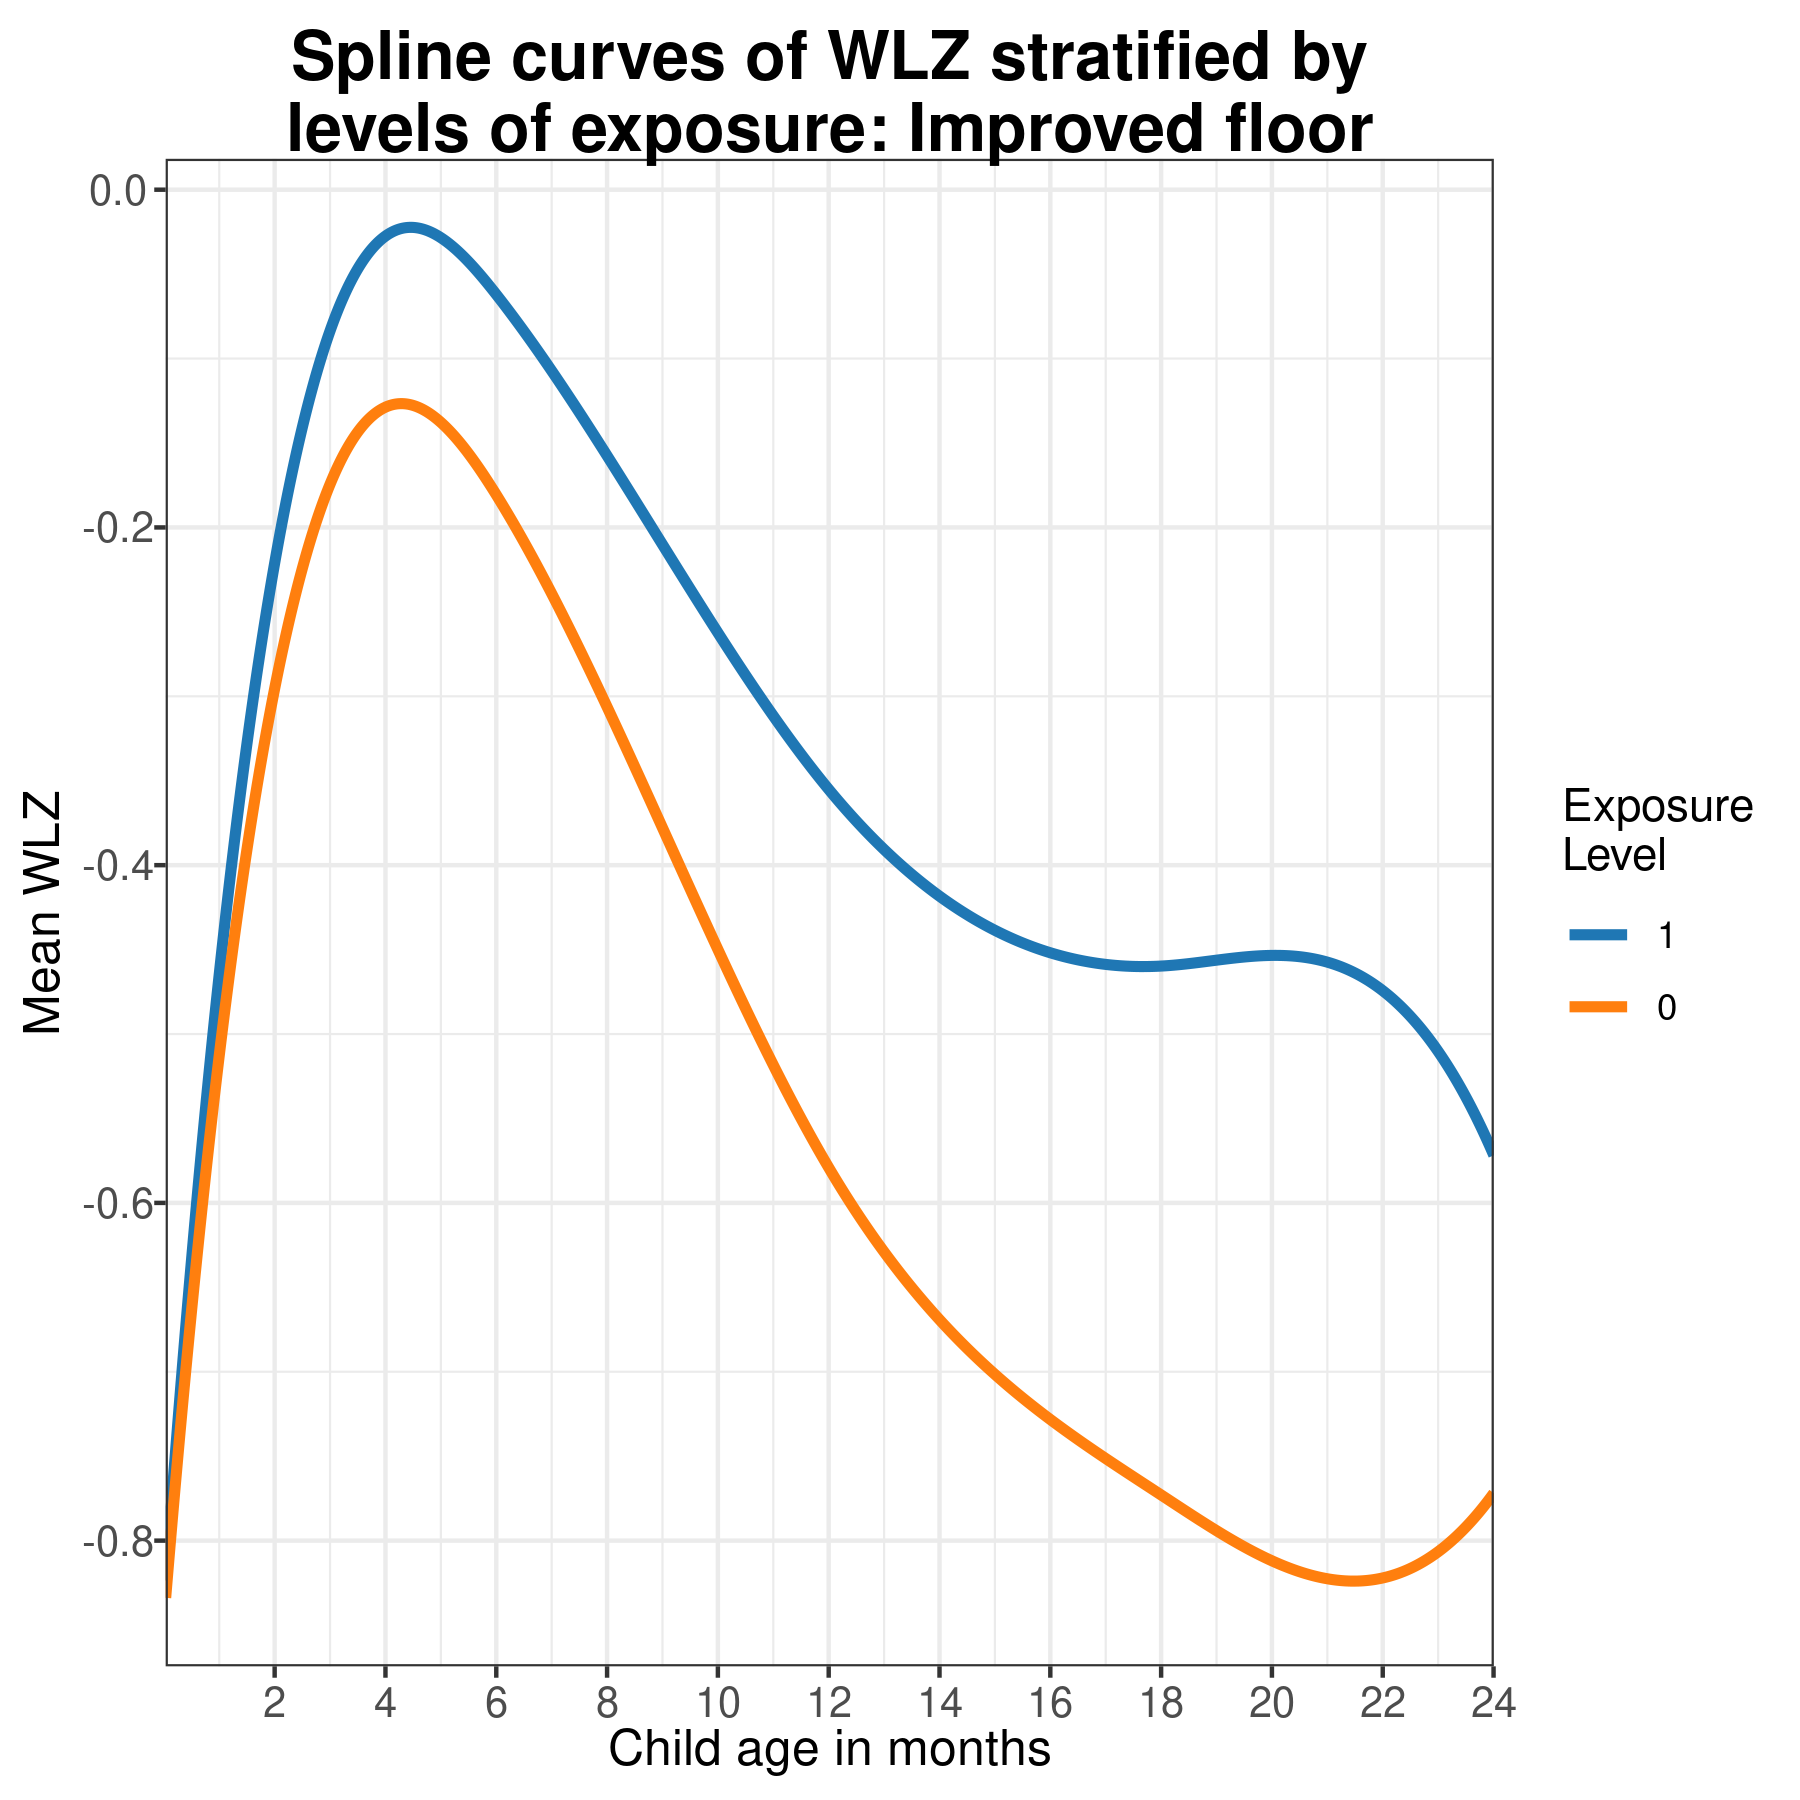 Spline curves of WLZ stratified by
levels of exposure: Improved floor
0.0
-0.2
-0.4
-0.6
-0.8
Mean WLZ
2 4 6 8 10 12 14 16 18 20 22 24
Child age in months
Exposure
Level
1
0